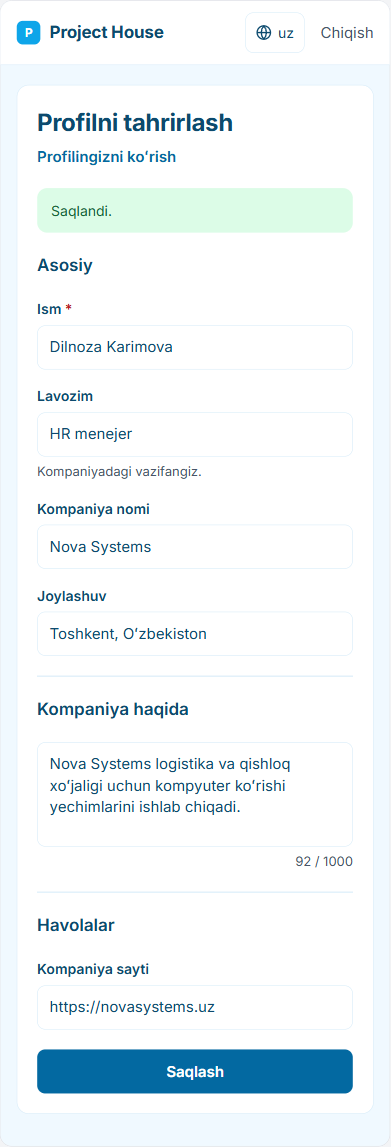 P Project House
uz
Chiqish
Profilni tahrirlash
Profilingizni koʻrish
Saqlandi.
Asosiy
Ism *
Dilnoza Karimova
Lavozim
HR menejer
Kompaniyadagi vazifangiz.
Kompaniya nomi
Nova Systems
Joylashuv
Toshkent, Oʻzbekiston
Kompaniya haqida
Nova Systems logistika va qishloq
xoʻjaligi uchun kompyuter koʻrishi
yechimlarini ishlab chiqadi.
92 / 1000
Havolalar
Kompaniya sayti
https://novasystems.uz
Saqlash